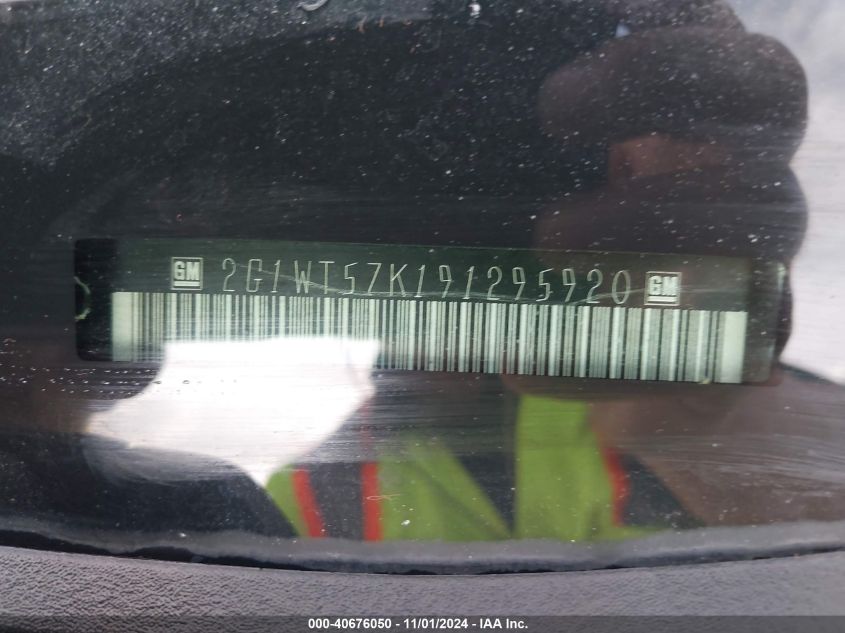 GM 2G1WT57K191295920 GM
000-40676050 - 11/01/2024 - IAA Inc.